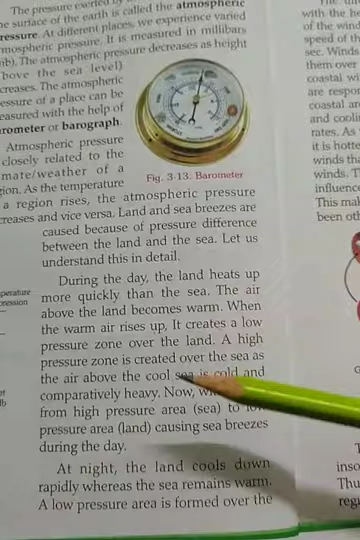 The pressure exerted by
surface of the earth is called the atmospheric
ressure. At different places, we experience varied
mospheric pressure. It is measured in millibars
nb). The atmospheric pressure decreases as height
bove the sea level)
creases. The atmospheric
essure of a place can be
easured with the help of
arometer or barograph.
Atmospheric pressure
closely related to the
mate/weather of a
gion. As the temperature
Fig. 3·13. Barometer
a region rises, the atmospheric pressure
creases and vice versa. Land and sea breezes are
caused because of pressure difference
between the land and the sea. Let us
understand this in detail.
During the day, the land heats up
more quickly than the sea. The air
above the land becomes warm. When
the warm air rises up, It creates a low
pressure zone over the land. A high
pressure zone is created over the sea as
the air above the cool sea is cold and
comparatively heavy. Now,
from high pressure area (sea) to low
pressure area (land) causing sea breezes
during the day.
At night, the land cools down
rapidly whereas the sea remains warm.
A low pressure area is formed over the
with the he
of the wind
speed of th
sec. Winds
them over
coastal w
are respon
coastal ar
and coolin
rates. As
it is hotte
winds tha
winds. T
influence
This mak
been oth
inso
Thu
regi